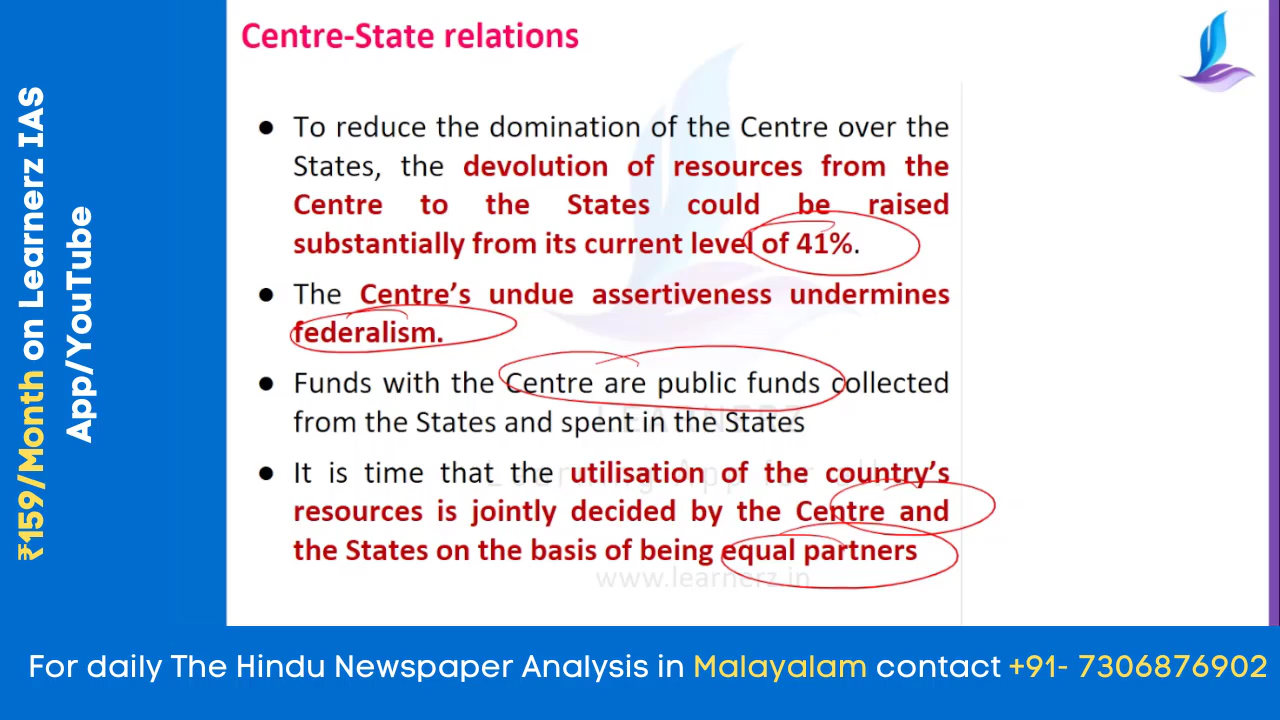 ₹159/Month on Learnerz IAS
App/YouTube
Centre-State relations
● To reduce the domination of the Centre over the
States, the devolution of resources from the
Centre to the States could be raised
substantially from its current level of 41%.
● The Centre's undue assertiveness undermines
federalism.
● Funds with the Centre are public funds collected
from the States and spent in the States
● It is time that the utilisation of the country's
resources is jointly decided by the Centre and
the States on the basis of being equal partners
LEARNERZ
Learning App for all
www.learnerz.in
For daily The Hindu Newspaper Analysis in Malayalam contact +91- 7306876902